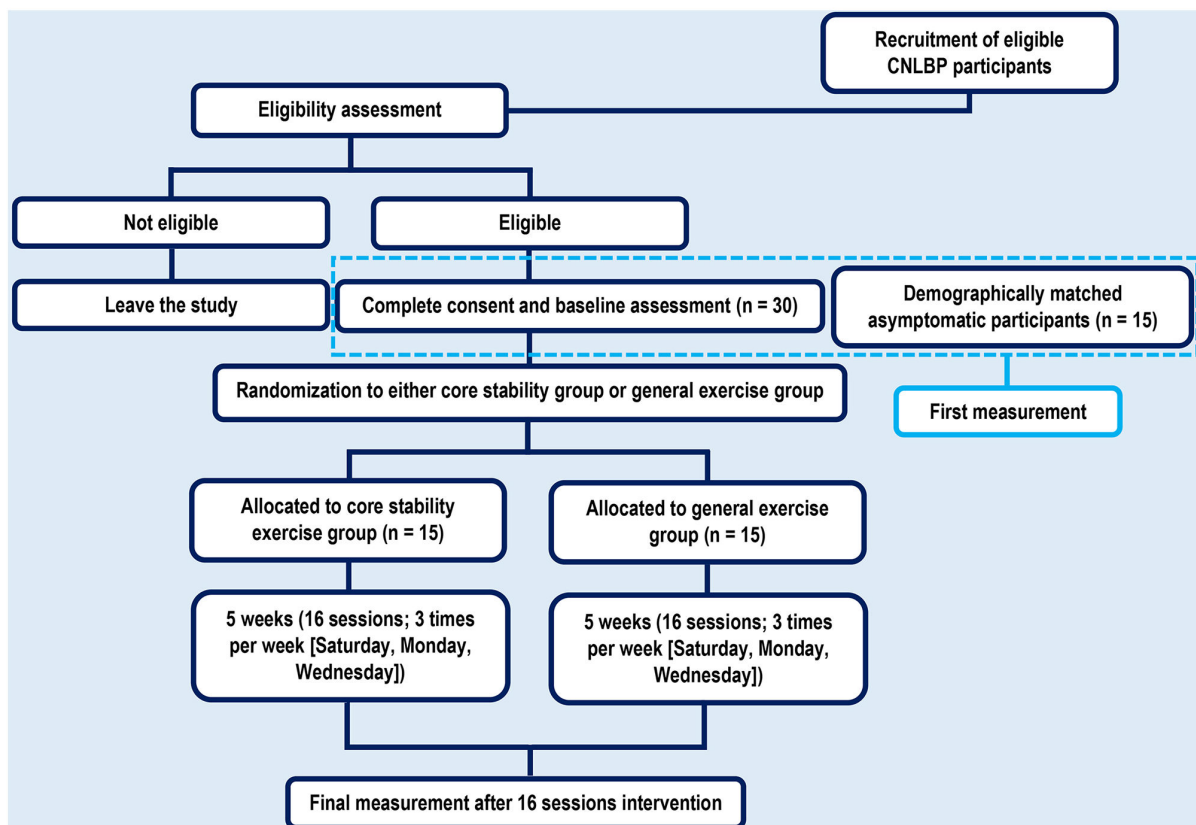 Recruitment of eligible
CNLBP participants
Eligibility assessment
Not eligible
Eligible
Leave the study
Complete consent and baseline assessment (n = 30)
Demographically matched
asymptomatic participants (n = 15)
Randomization to either core stability group or general exercise group
First measurement
Allocated to core stability
exercise group (n = 15)
Allocated to general exercise
group (n = 15)
5 weeks (16 sessions; 3 times
per week [Saturday, Monday,
Wednesday])
5 weeks (16 sessions; 3 times
per week [Saturday, Monday,
Wednesday])
Final measurement after 16 sessions intervention